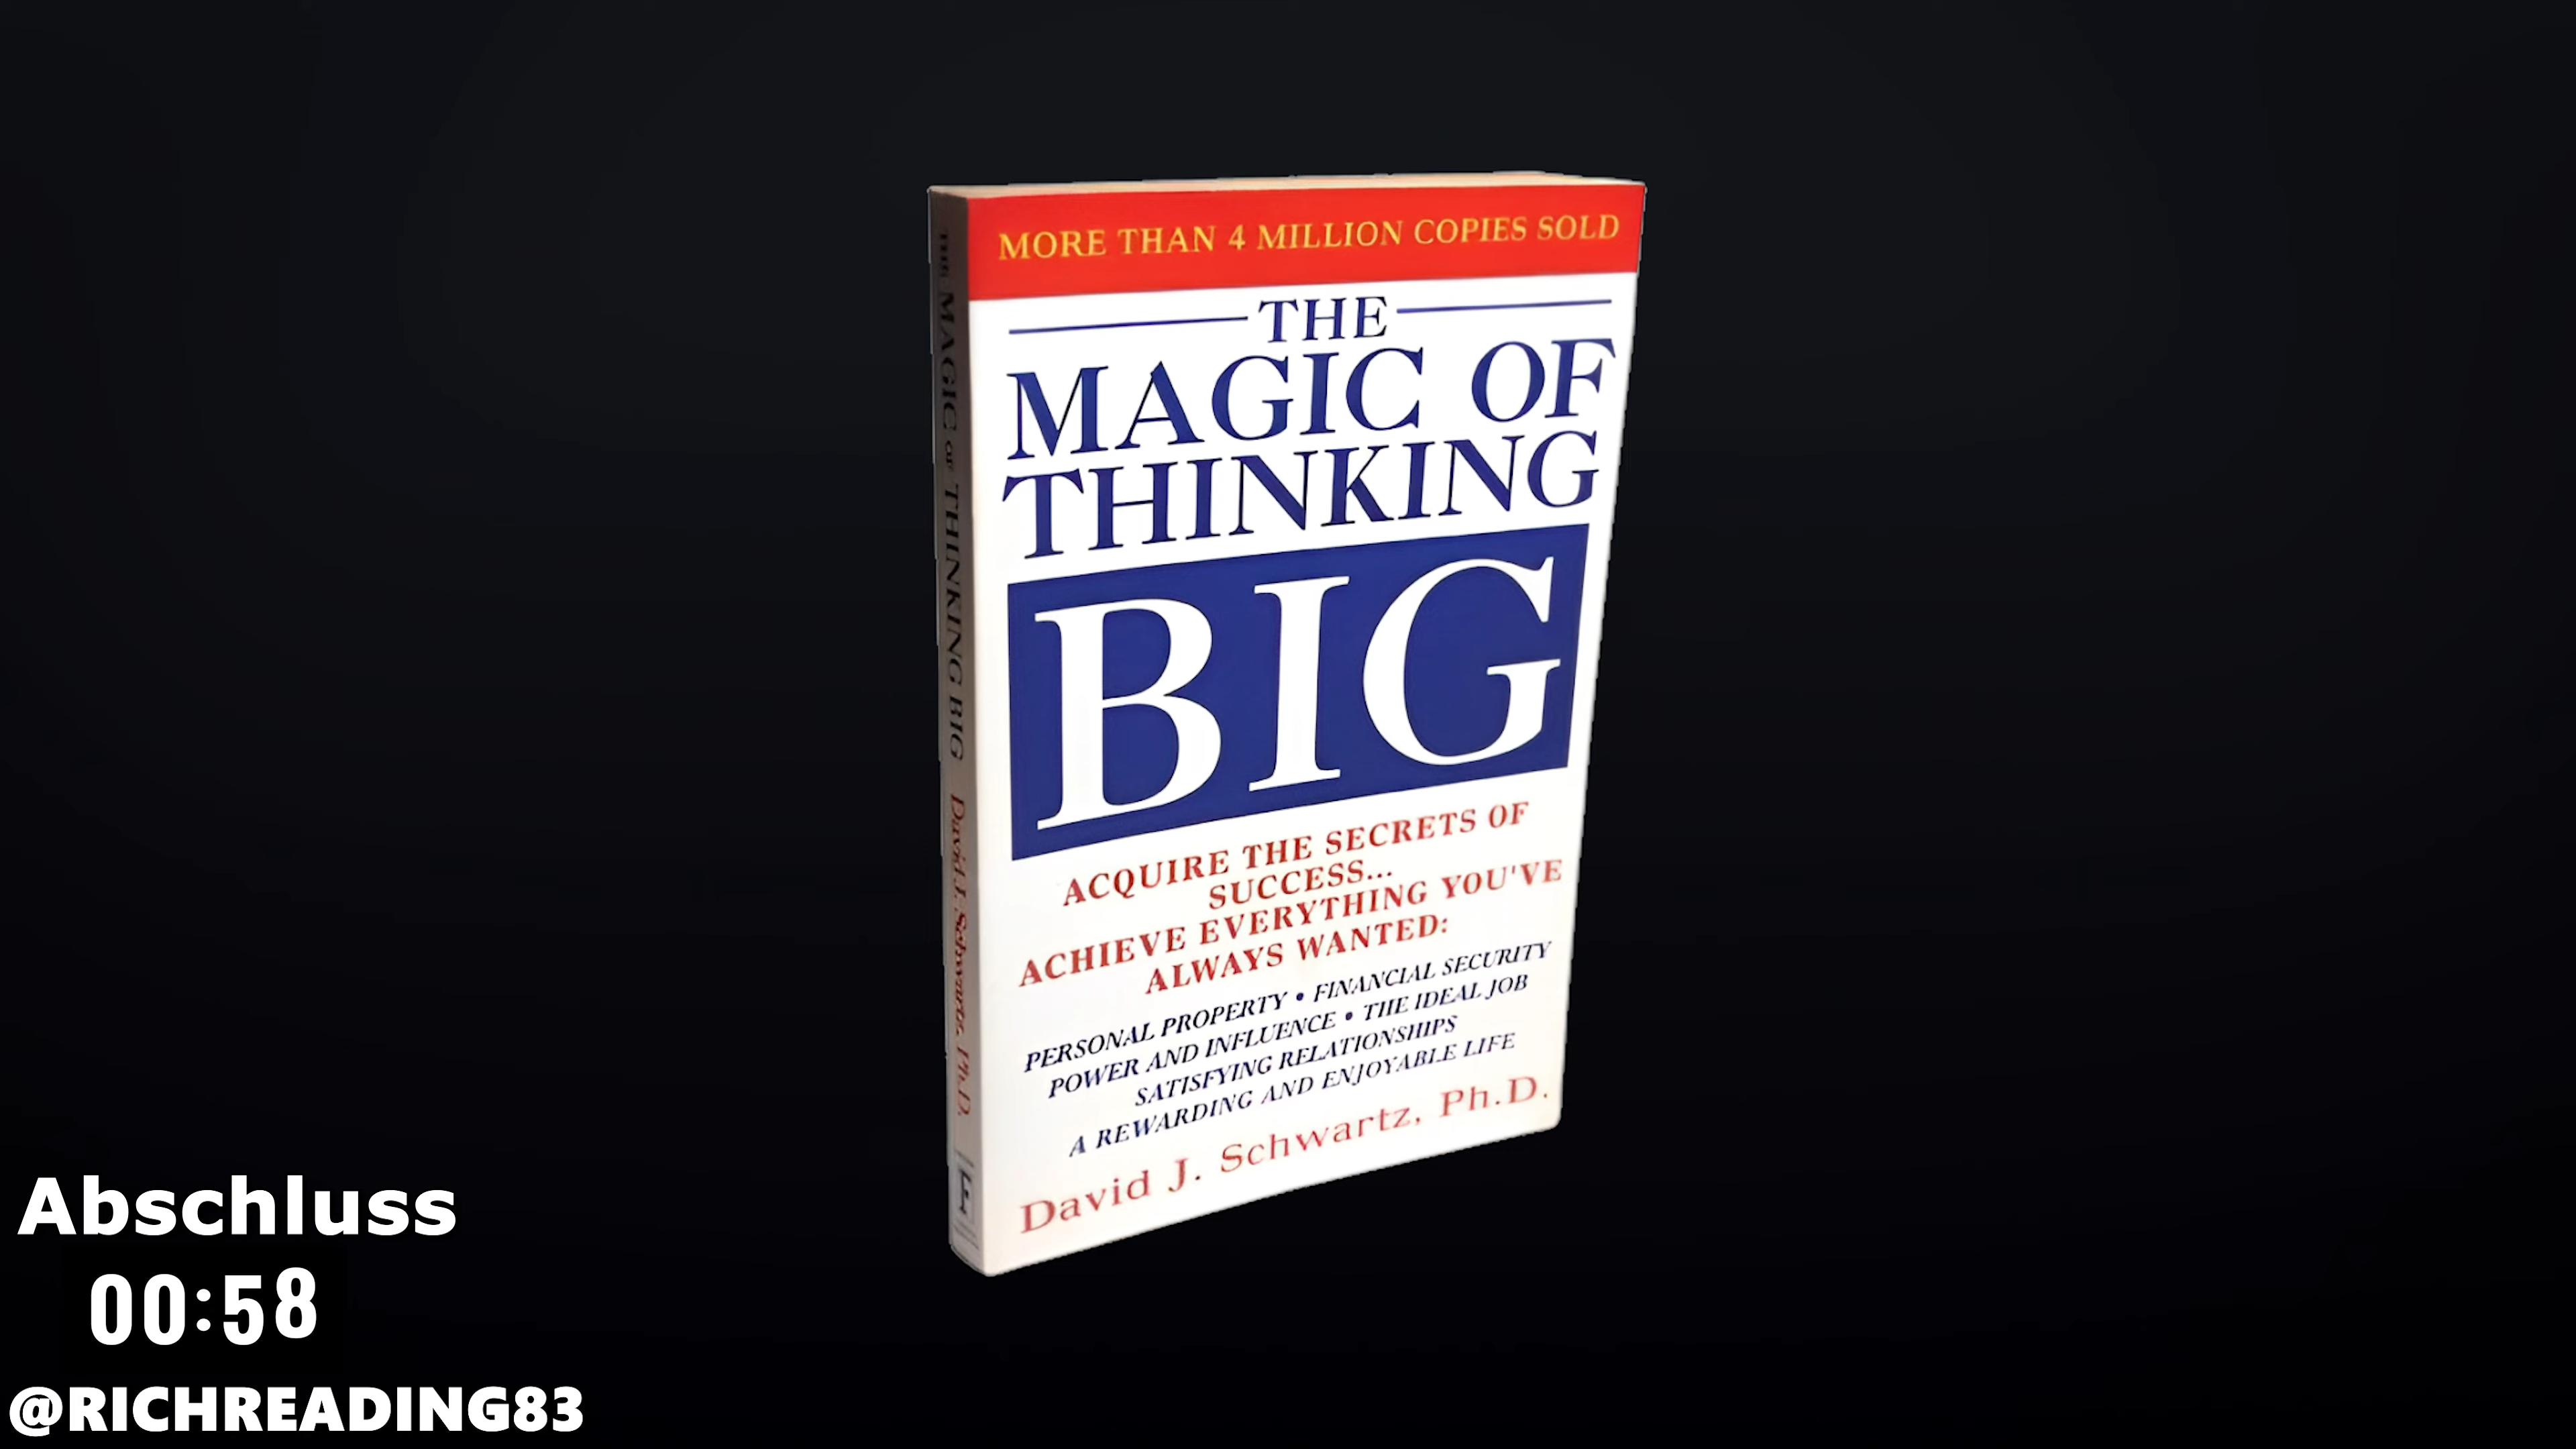 MORE THAN 4 MILLION COPIES SOLD
THE
MAGIC OF
THINKING
BIG
ACQUIRE THE SECRETS OF
SUCCESS...
ACHIEVE EVERYTHING YOU'VE
ALWAYS WANTED:
PERSONAL PROPERTY • FINANCIAL SECURITY
POWER AND INFLUENCE • THE IDEAL JOB
SATISFYING RELATIONSHIPS
A REWARDING AND ENJOYABLE LIFE
David J. Schwartz, Ph.D.
THE MAGIC OF THINKING BIG David J. Schwartz, Ph.D.
Abschluss
00:58
@RICHREADING83